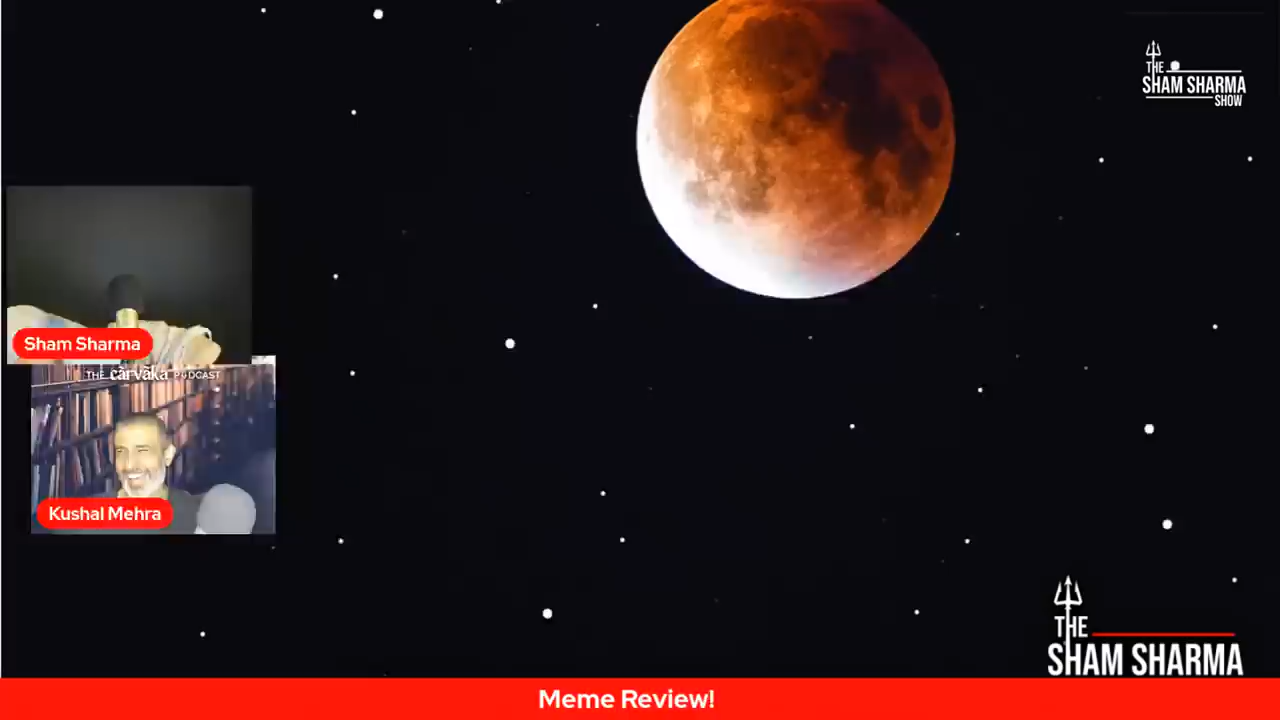 THE
SHAM SHARMA
SHOW
Sham Sharma
THE cārvāka PODCAST
Kushal Mehra
THE
SHAM SHARMA
Meme Review!